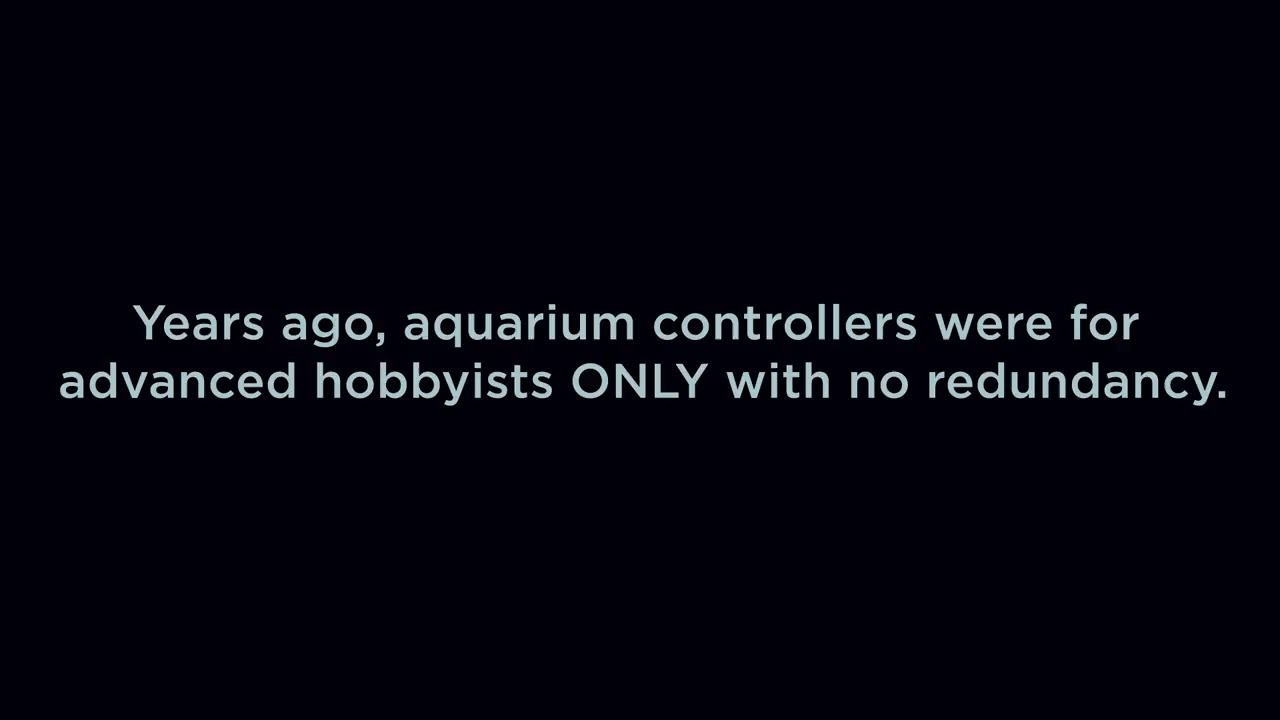 Years ago, aquarium controllers were for
advanced hobbyists ONLY with no redundancy.